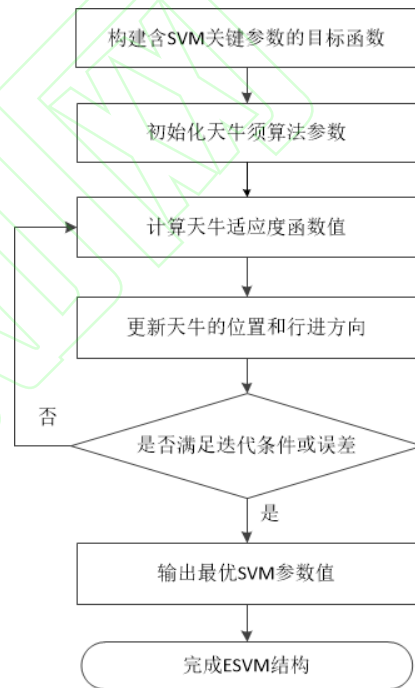 构建含SVM关键参数的目标函数
初始化天牛须算法参数
计算天牛适应度函数值
更新天牛的位置和行进方向
否
是否满足迭代条件或误差
是
输出最优SVM参数值
完成ESVM结构